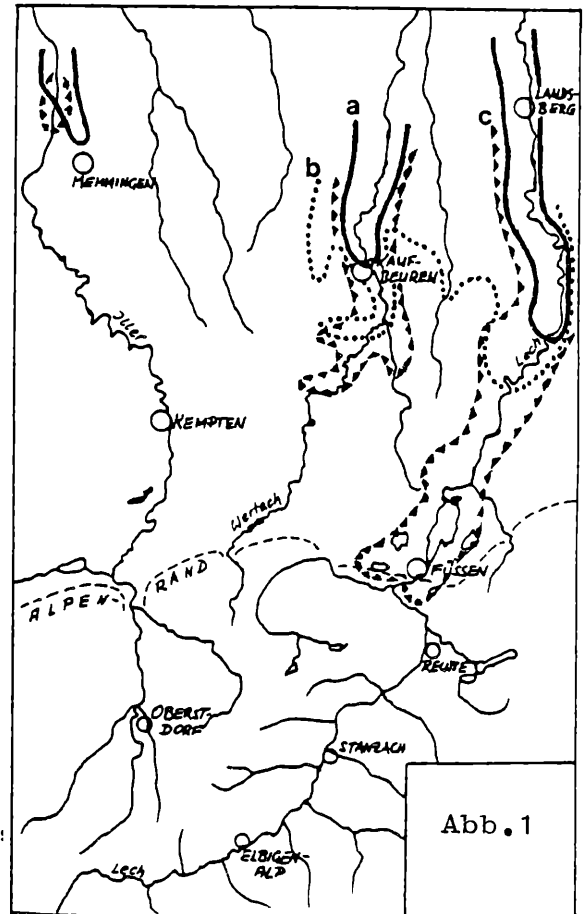 LANDS-
BERG
a
c
b
MEMMINGEN
KAUF-
BEUREN
Iller
Lech
KEMPTEN
Wertach
FÜSSEN
ALPEN-
RAND
REUTTE
OBERST-
DORF
STANZACH
ELBIGEN-
ALP
Lech
Abb.1